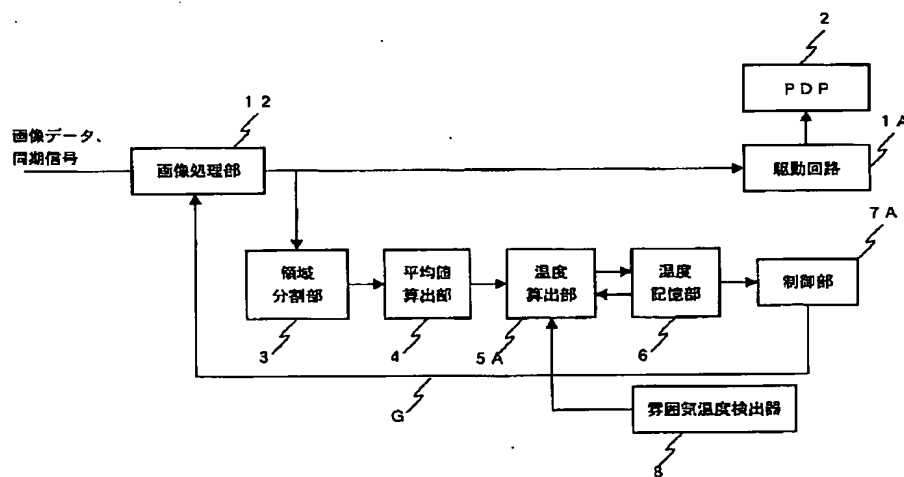 2
PDP
1A
駆動回路
12
画像データ、
同期信号
画像処理部
7A
領域
分割部
平均値
算出部
温度
算出部
温度
記憶部
制御部
3
4
5A
6
G
雰囲気温度検出器
8